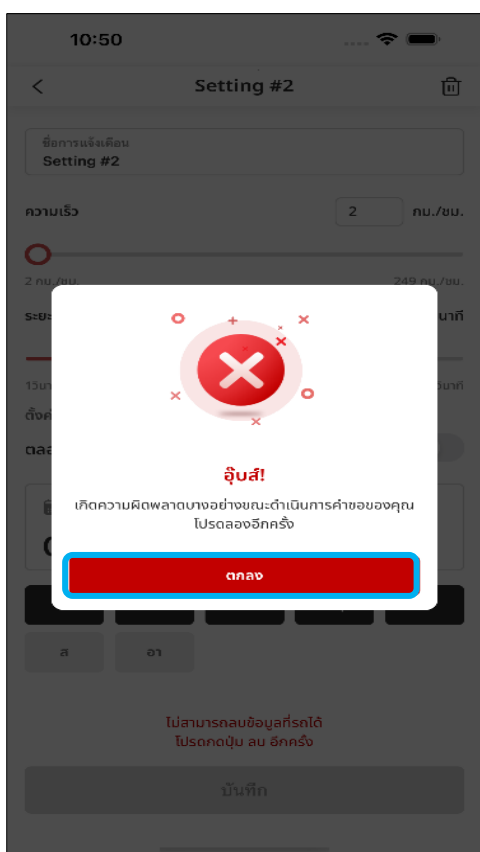 10:50
Setting #2
ชื่อการแจ้งเตือน
Setting #2
ความเร็ว
2
กม./ชม.
2 กม./ชม.
249 กม./ชม.
อุ๊บส์!
เกิดความผิดพลาดบางอย่างขณะดำเนินการคำขอของคุณ
โปรดลองอีกครั้ง
ตกลง
ส
อา
ไม่สามารถลบข้อมูลที่รถได้
โปรดกดปุ่ม ลบ อีกครั้ง
บันทึก